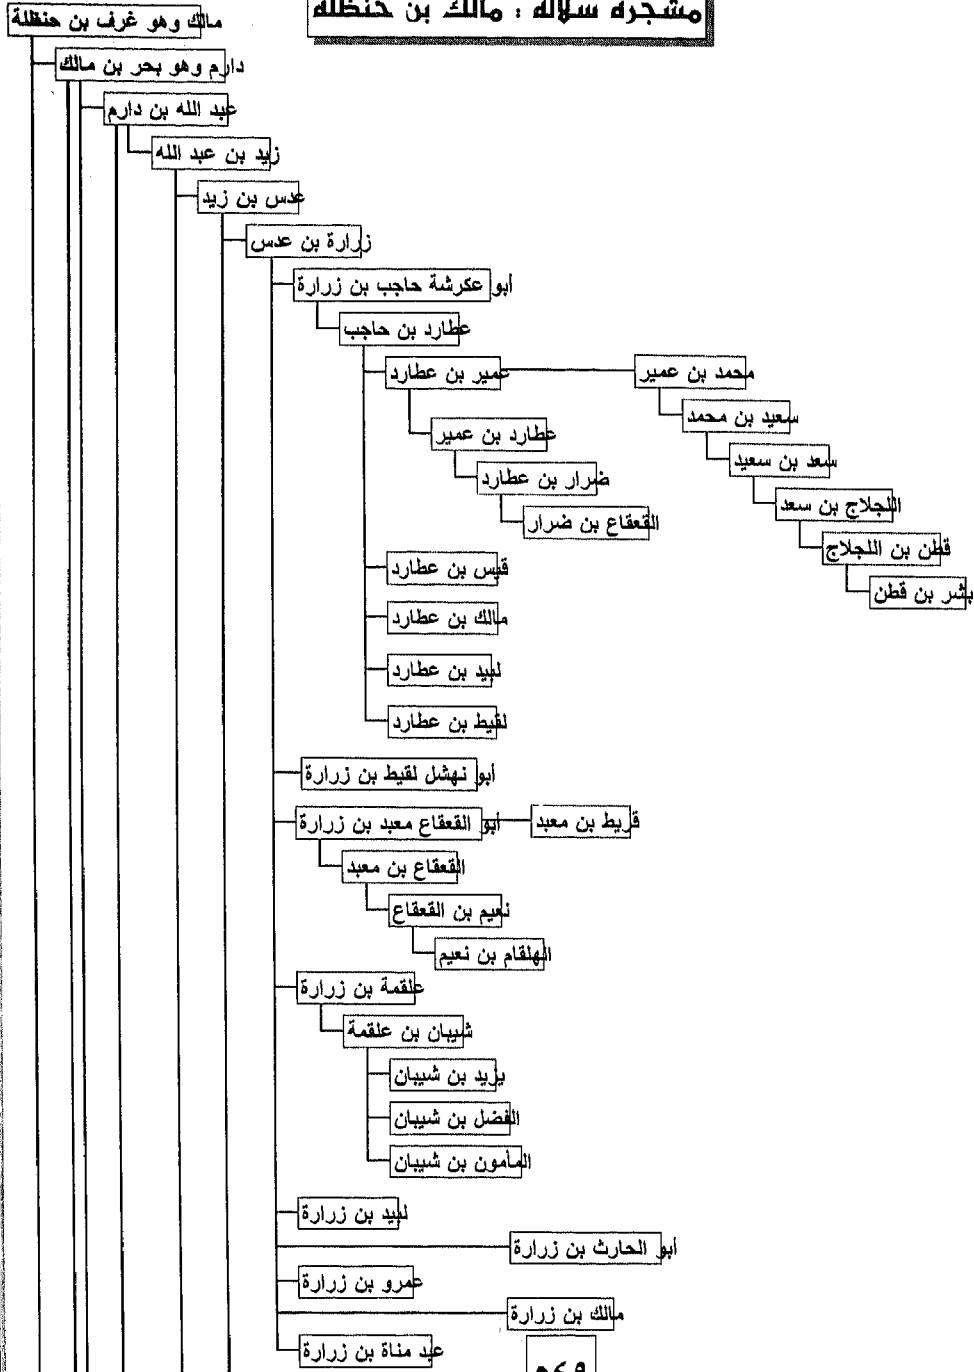 مشجرة سلالة : مالك بن حنظلة
مالك وهو غرف بن حنظلة
دارم وهو بحر بن مالك
عبد الله بن دارم
زيد بن عبد الله
عدس بن زيد
زرارة بن عدس
أبو عكرشة حاجب بن زرارة
عطارد بن حاجب
عمير بن عطارد
محمد بن عمير
سعيد بن محمد
عطارد بن عمير
سعد بن سعيد
ضرار بن عطارد
اللجلاج بن سعد
القعقاع بن ضرار
قطن بن اللجلاج
قيس بن عطارد
بشر بن قطن
مالك بن عطارد
لبيد بن عطارد
لقيط بن عطارد
أبو نهشل لقيط بن زرارة
أبو القعقاع معبد بن زرارة
قريط بن معبد
القعقاع بن معبد
نعيم بن القعقاع
الهلقام بن نعيم
علقمة بن زرارة
شيبان بن علقمة
يزيد بن شيبان
الفضل بن شيبان
المأمون بن شيبان
لبيد بن زرارة
أبو الحارث بن زرارة
عمرو بن زرارة
مالك بن زرارة
عبد مناة بن زرارة